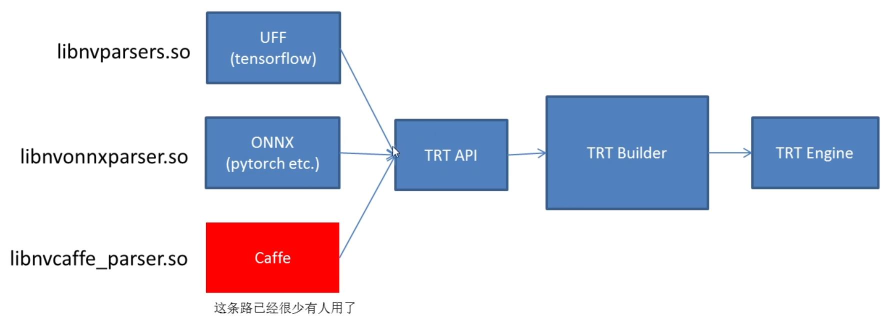 libnvparsers.so
UFF
(tensorflow)
libnvonnxparser.so
ONNX
(pytorch etc.)
TRT API
TRT Builder
TRT Engine
libnvcaffe_parser.so
Caffe
这条路已经很少有人用了